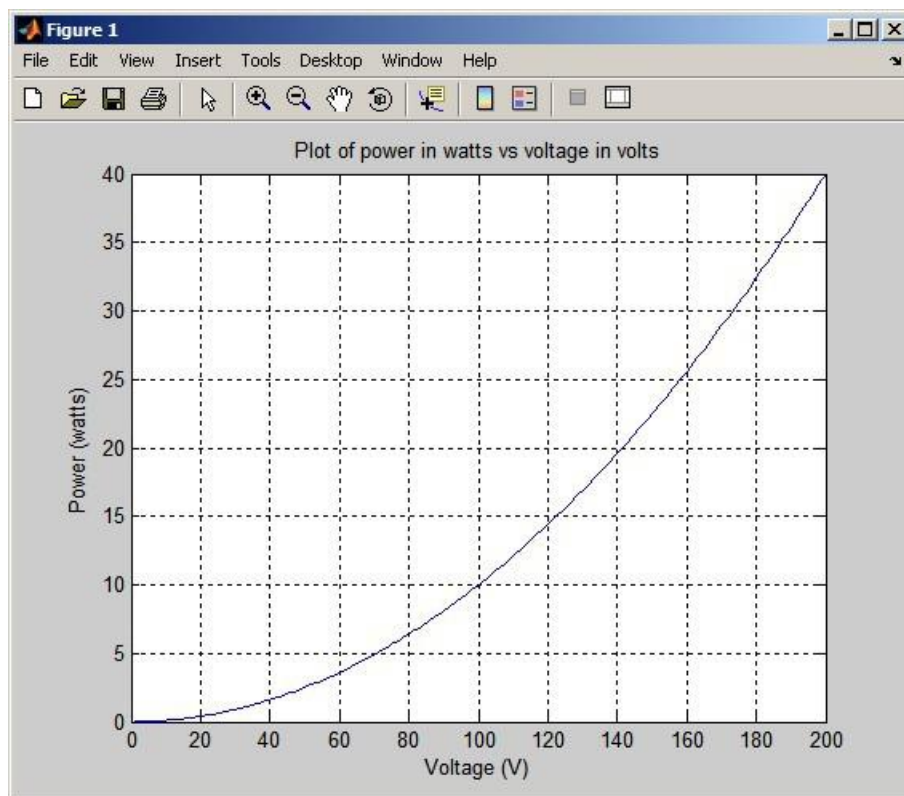 Figure 1
File Edit View Insert Tools Desktop Window Help
Plot of power in watts vs voltage in volts
40
35
30
25
20
15
10
5
0
Power (watts)
0 20 40 60 80 100 120 140 160 180 200
Voltage (V)